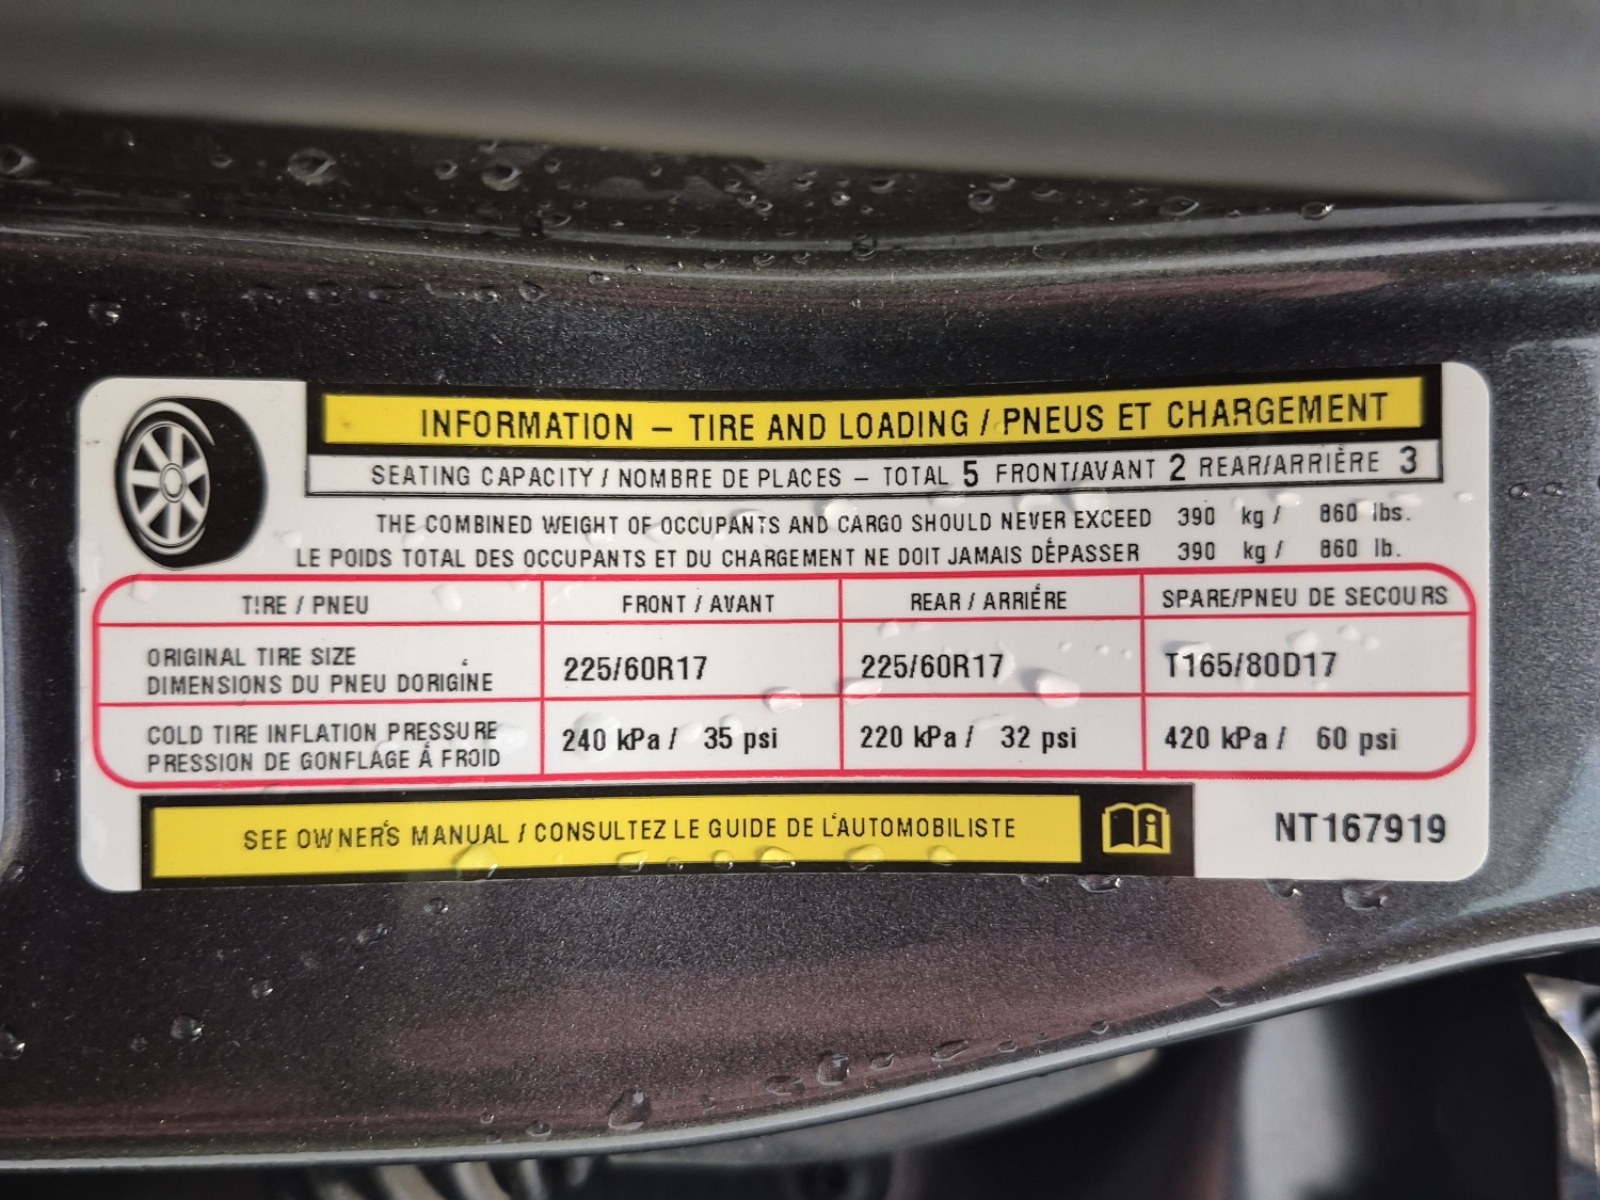 INFORMATION – TIRE AND LOADING / PNEUS ET CHARGEMENT
SEATING CAPACITY / NOMBRE DE PLACES – TOTAL 5 FRONT/AVANT 2 REAR/ARRIÈRE 3
THE COMBINED WEIGHT OF OCCUPANTS AND CARGO SHOULD NEVER EXCEED 390 kg / 860 lbs.
LE POIDS TOTAL DES OCCUPANTS ET DU CHARGEMENT NE DOIT JAMAIS DÉPASSER 390 kg / 860 lb.
TIRE / PNEU FRONT / AVANT REAR / ARRIÉRE SPARE/PNEU DE SECOURS
ORIGINAL TIRE SIZE
DIMENSIONS DU PNEU DORIGINE 225/60R17 225/60R17 T165/80D17
COLD TIRE INFLATION PRESSURE
PRESSION DE GONFLAGE Á FROID 240 kPa / 35 psi 220 kPa / 32 psi 420 kPa / 60 psi
SEE OWNER'S MANUAL / CONSULTEZ LE GUIDE DE L'AUTOMOBILISTE
NT167919